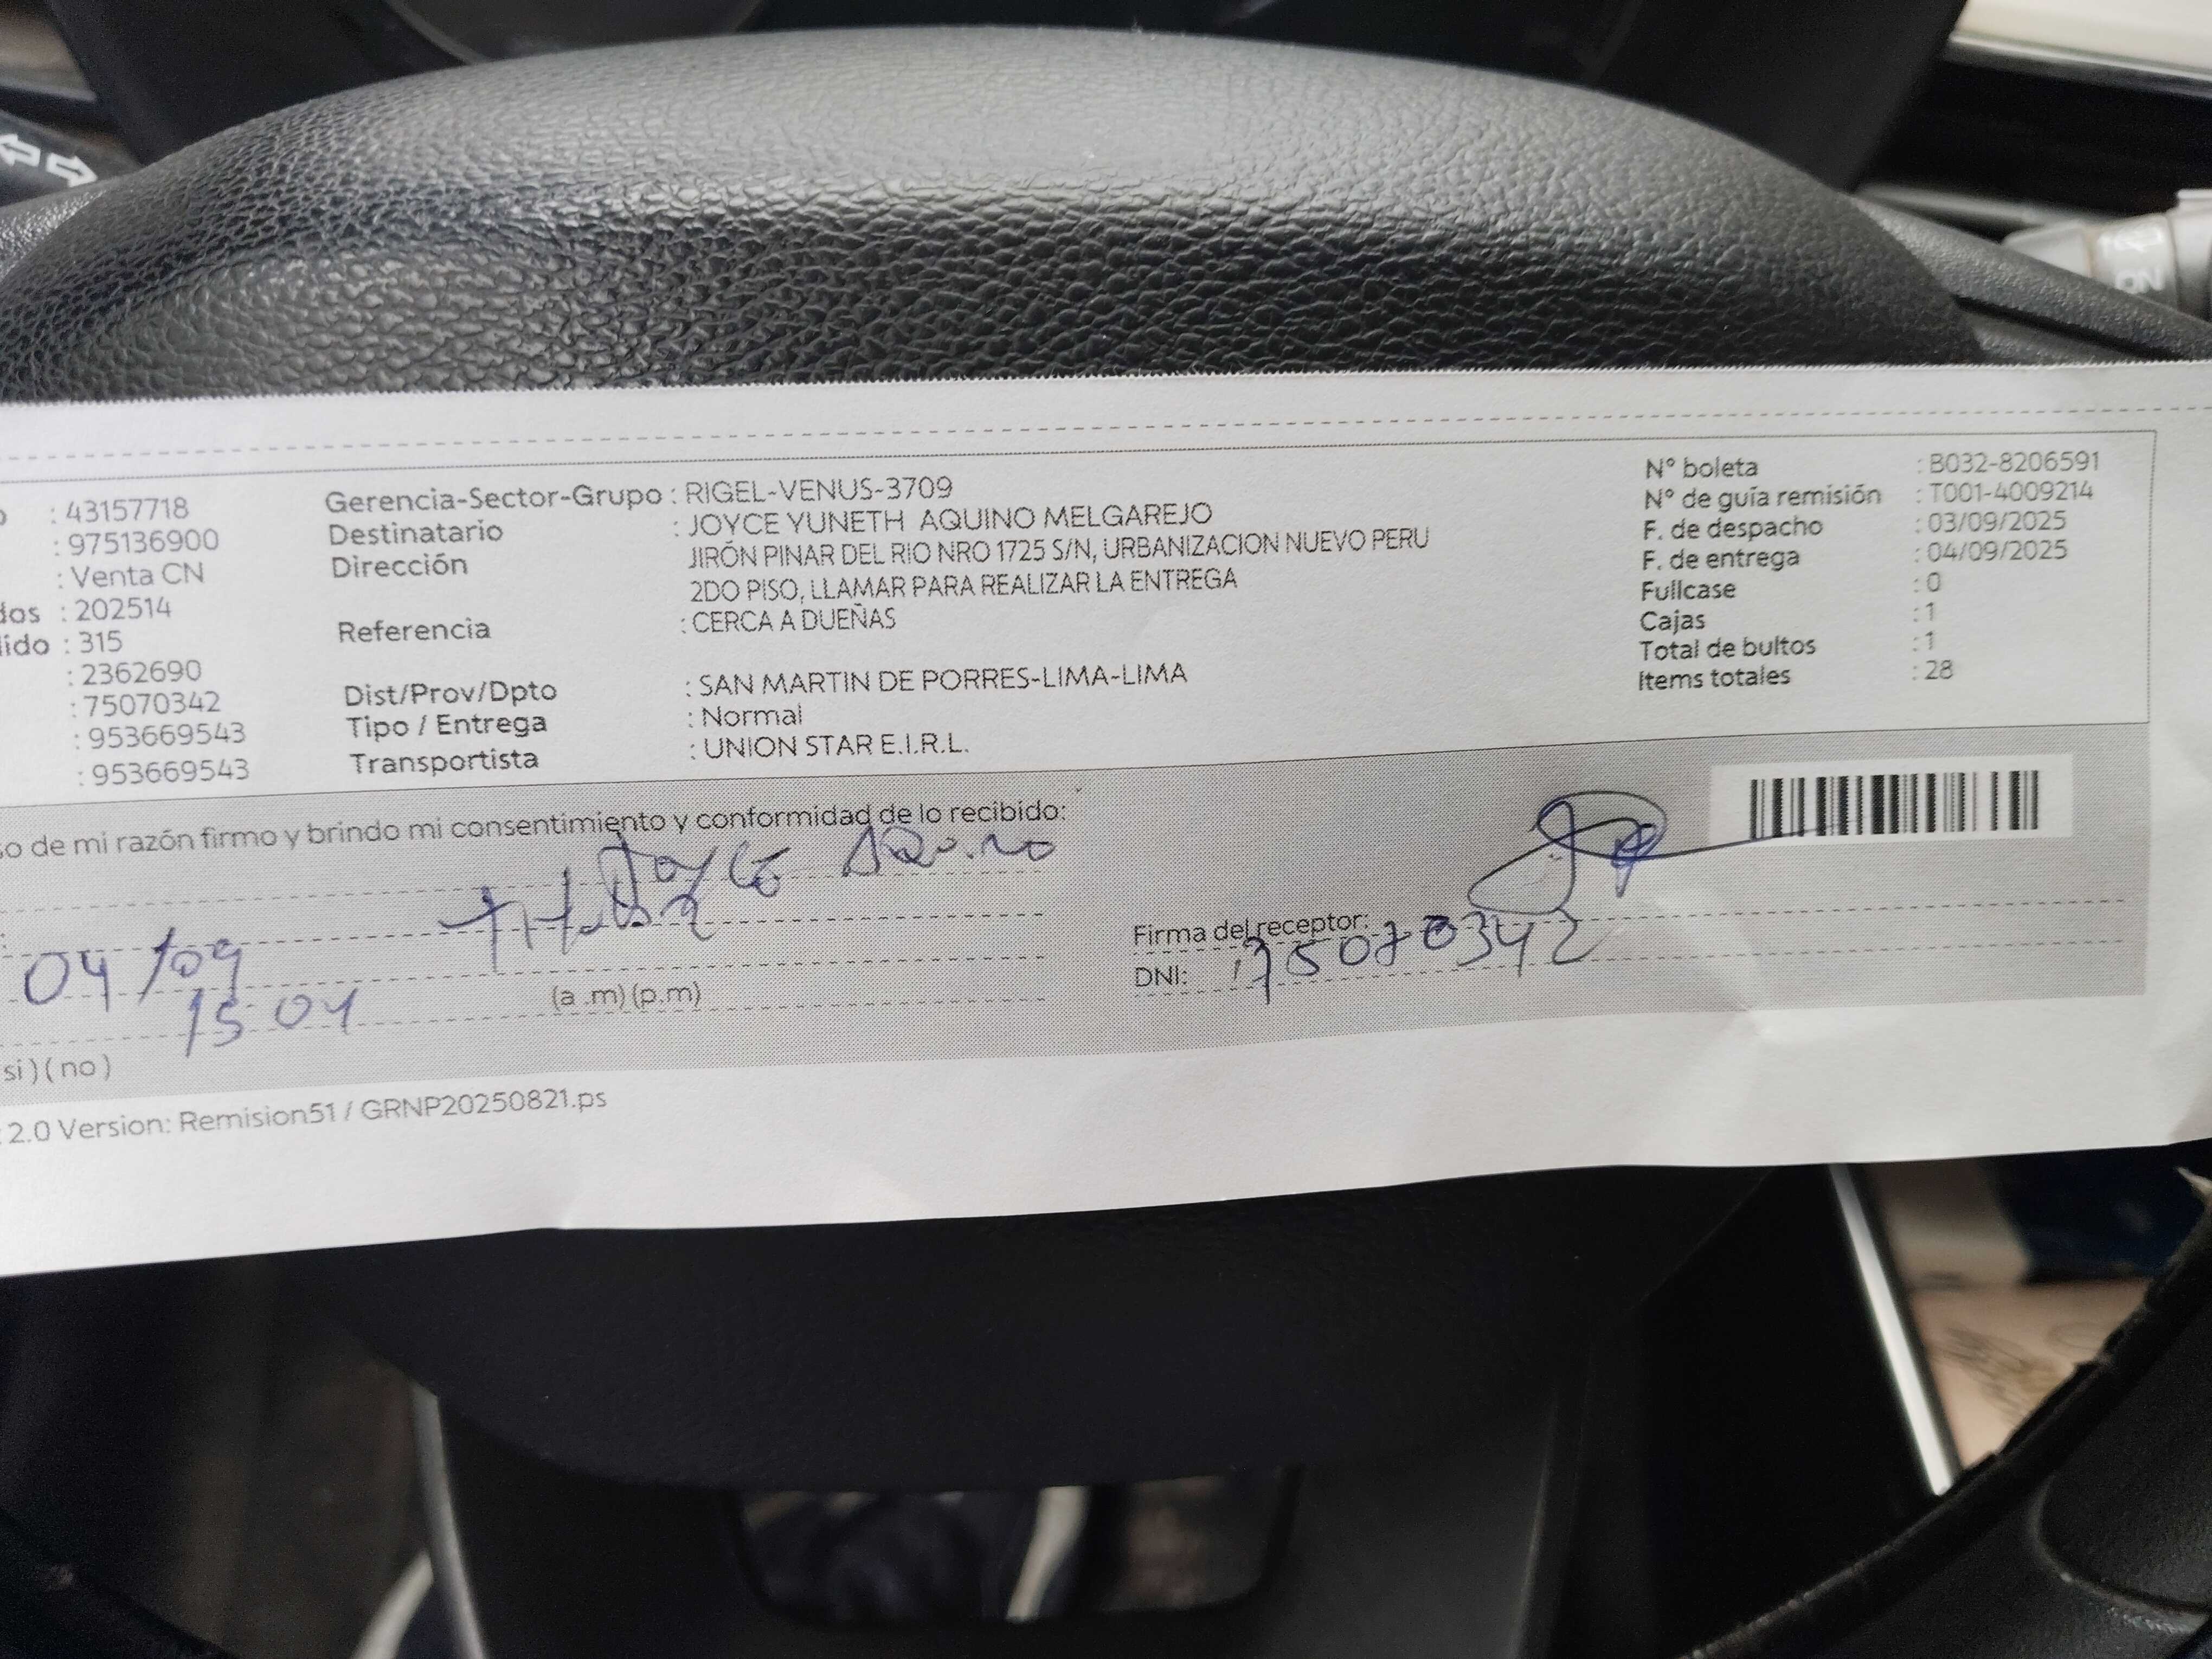 : 43157718
: 975136900
: Venta CN
dos : 202514
lido : 315
: 2362690
: 75070342
: 953669543
: 953669543
Gerencia-Sector-Grupo : RIGEL-VENUS-3709
Destinatario : JOYCE YUNETH AQUINO MELGAREJO
Dirección JIRÓN PINAR DEL RIO NRO 1725 S/N, URBANIZACION NUEVO PERU
2DO PISO, LLAMAR PARA REALIZAR LA ENTREGA
Referencia : CERCA A DUEÑAS
Dist/Prov/Dpto : SAN MARTIN DE PORRES-LIMA-LIMA
Tipo / Entrega : Normal
Transportista : UNION STAR E.I.R.L.
N° boleta : B032-8206591
N° de guía remisión : T001-4009214
F. de despacho : 03/09/2025
F. de entrega : 04/09/2025
Fullcase : 0
Cajas : 1
Total de bultos : 1
Items totales : 28
so de mi razón firmo y brindo mi consentimiento y conformidad de lo recibido:
Joyce Aquino
04/09
15 04
(a .m) (p.m)
Firma del receptor:
DNI: 75070342
si ) ( no )
2.0 Version: Remision51 / GRNP20250821.ps
ON